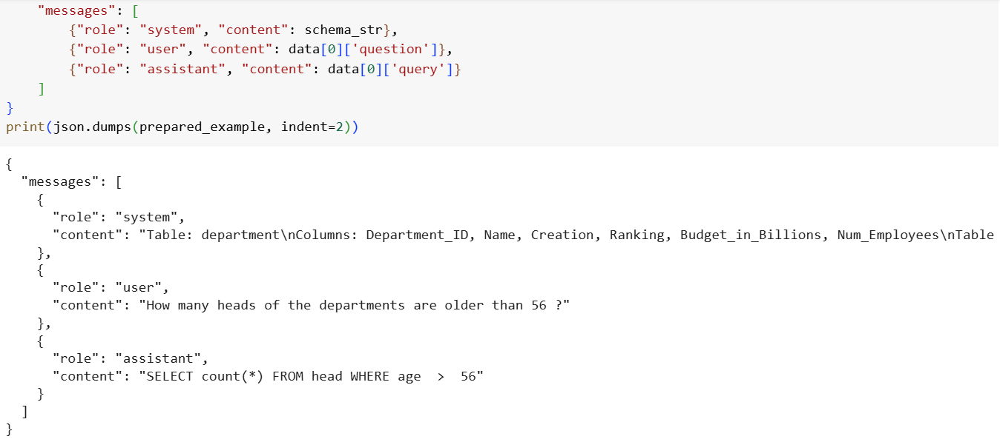 "messages": [
        {"role": "system", "content": schema_str},
        {"role": "user", "content": data[0]['question']},
        {"role": "assistant", "content": data[0]['query']}
    ]
}
print(json.dumps(prepared_example, indent=2))
{
  "messages": [
    {
      "role": "system",
      "content": "Table: department\nColumns: Department_ID, Name, Creation, Ranking, Budget_in_Billions, Num_Employees\nTable
    },
    {
      "role": "user",
      "content": "How many heads of the departments are older than 56 ?"
    },
    {
      "role": "assistant",
      "content": "SELECT count(*) FROM head WHERE age  >  56"
    }
  ]
}